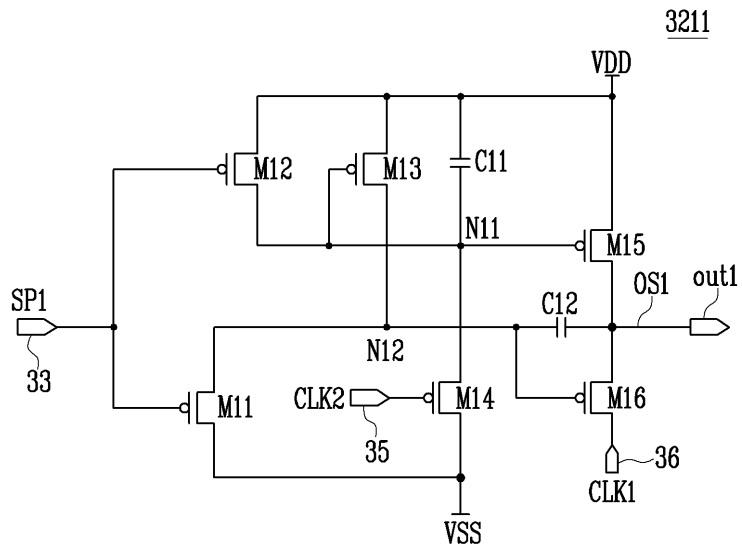 3211
VDD
M12
M13
C11
N11
M15
SP1
C12
OS1
out1
33
N12
M11
CLK2
M14
M16
35
36
CLK1
VSS